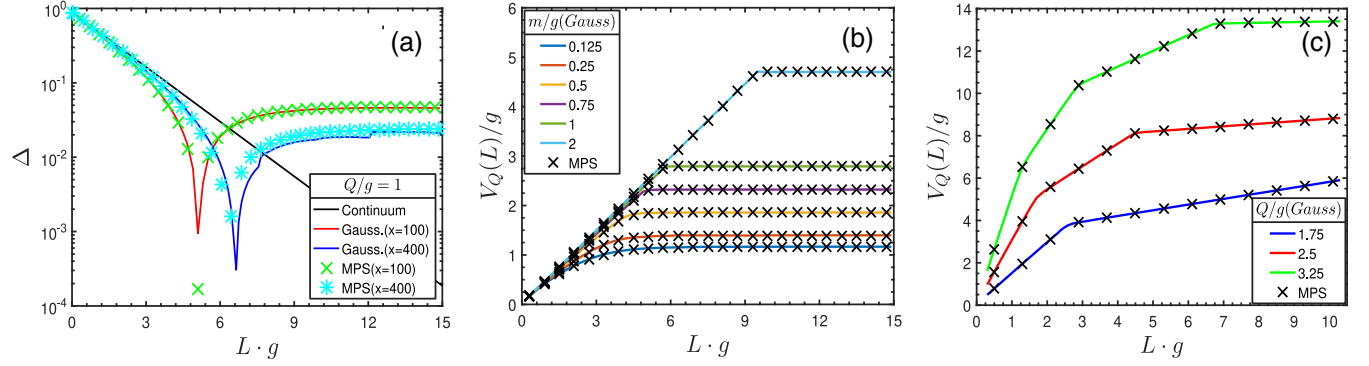 (a)
10^0
10^-1
10^-2
10^-3
10^-4
Δ
0 3 6 9 12 15
L · g
Q/g = 1
Continuum
Gauss.(x=100)
Gauss.(x=400)
MPS(x=100)
MPS(x=400)
(b)
6
5
4
3
2
1
0
V_Q(L)/g
0 3 6 9 12 15
L · g
m/g(Gauss)
0.125
0.25
0.5
0.75
1
2
MPS
(c)
14
12
10
8
6
4
2
0
V_Q(L)/g
0 1 2 3 4 5 6 7 8 9 10
L · g
Q/g(Gauss)
1.75
2.5
3.25
MPS